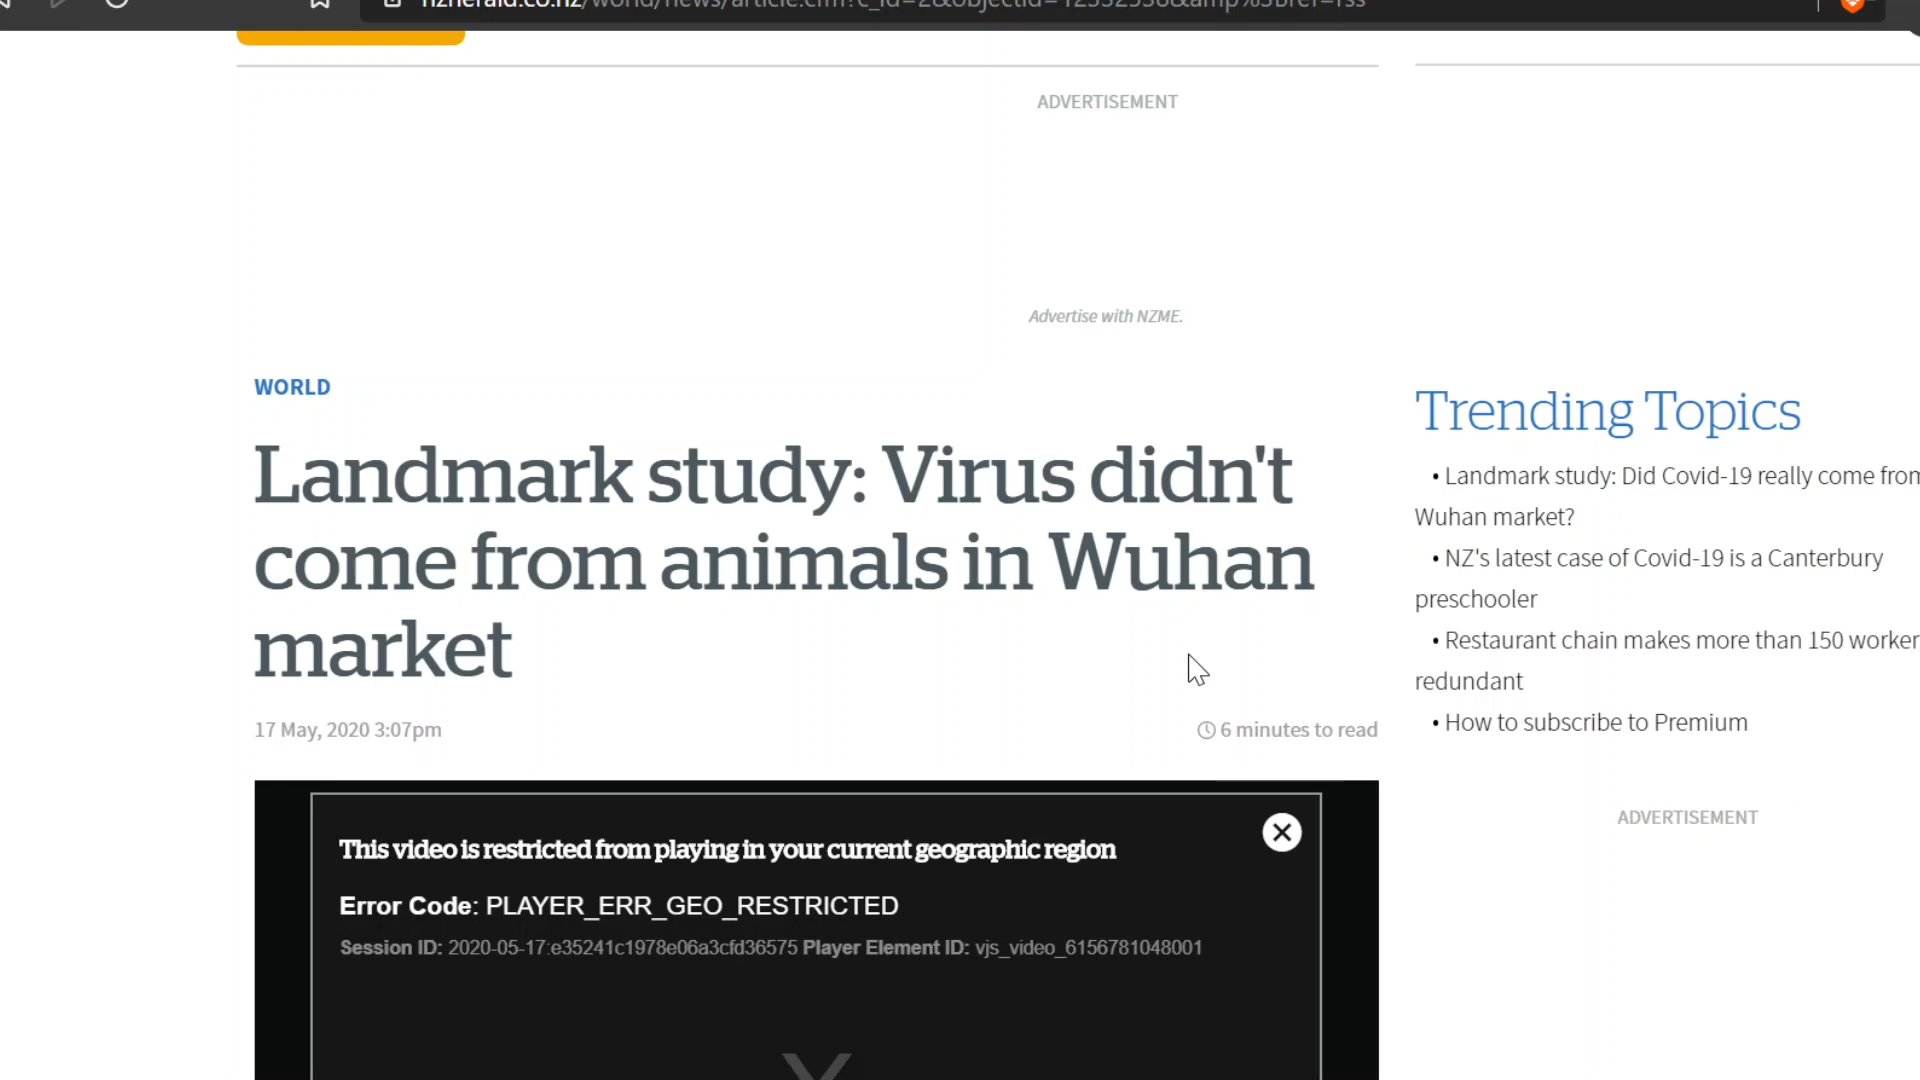 nzherald.co.nz/world/news/article.cfm?c_id=2&objectid=12332538&amp%3Bref=rss
ADVERTISEMENT
Advertise with NZME.
WORLD
Landmark study: Virus didn't
come from animals in Wuhan
market
17 May, 2020 3:07pm
6 minutes to read
This video is restricted from playing in your current geographic region
Error Code: PLAYER_ERR_GEO_RESTRICTED
Session ID: 2020-05-17:e35241c1978e06a3cfd36575 Player Element ID: vjs_video_6156781048001
Trending Topics
• Landmark study: Did Covid-19 really come from
Wuhan market?
• NZ's latest case of Covid-19 is a Canterbury
preschooler
• Restaurant chain makes more than 150 worker
redundant
• How to subscribe to Premium
ADVERTISEMENT